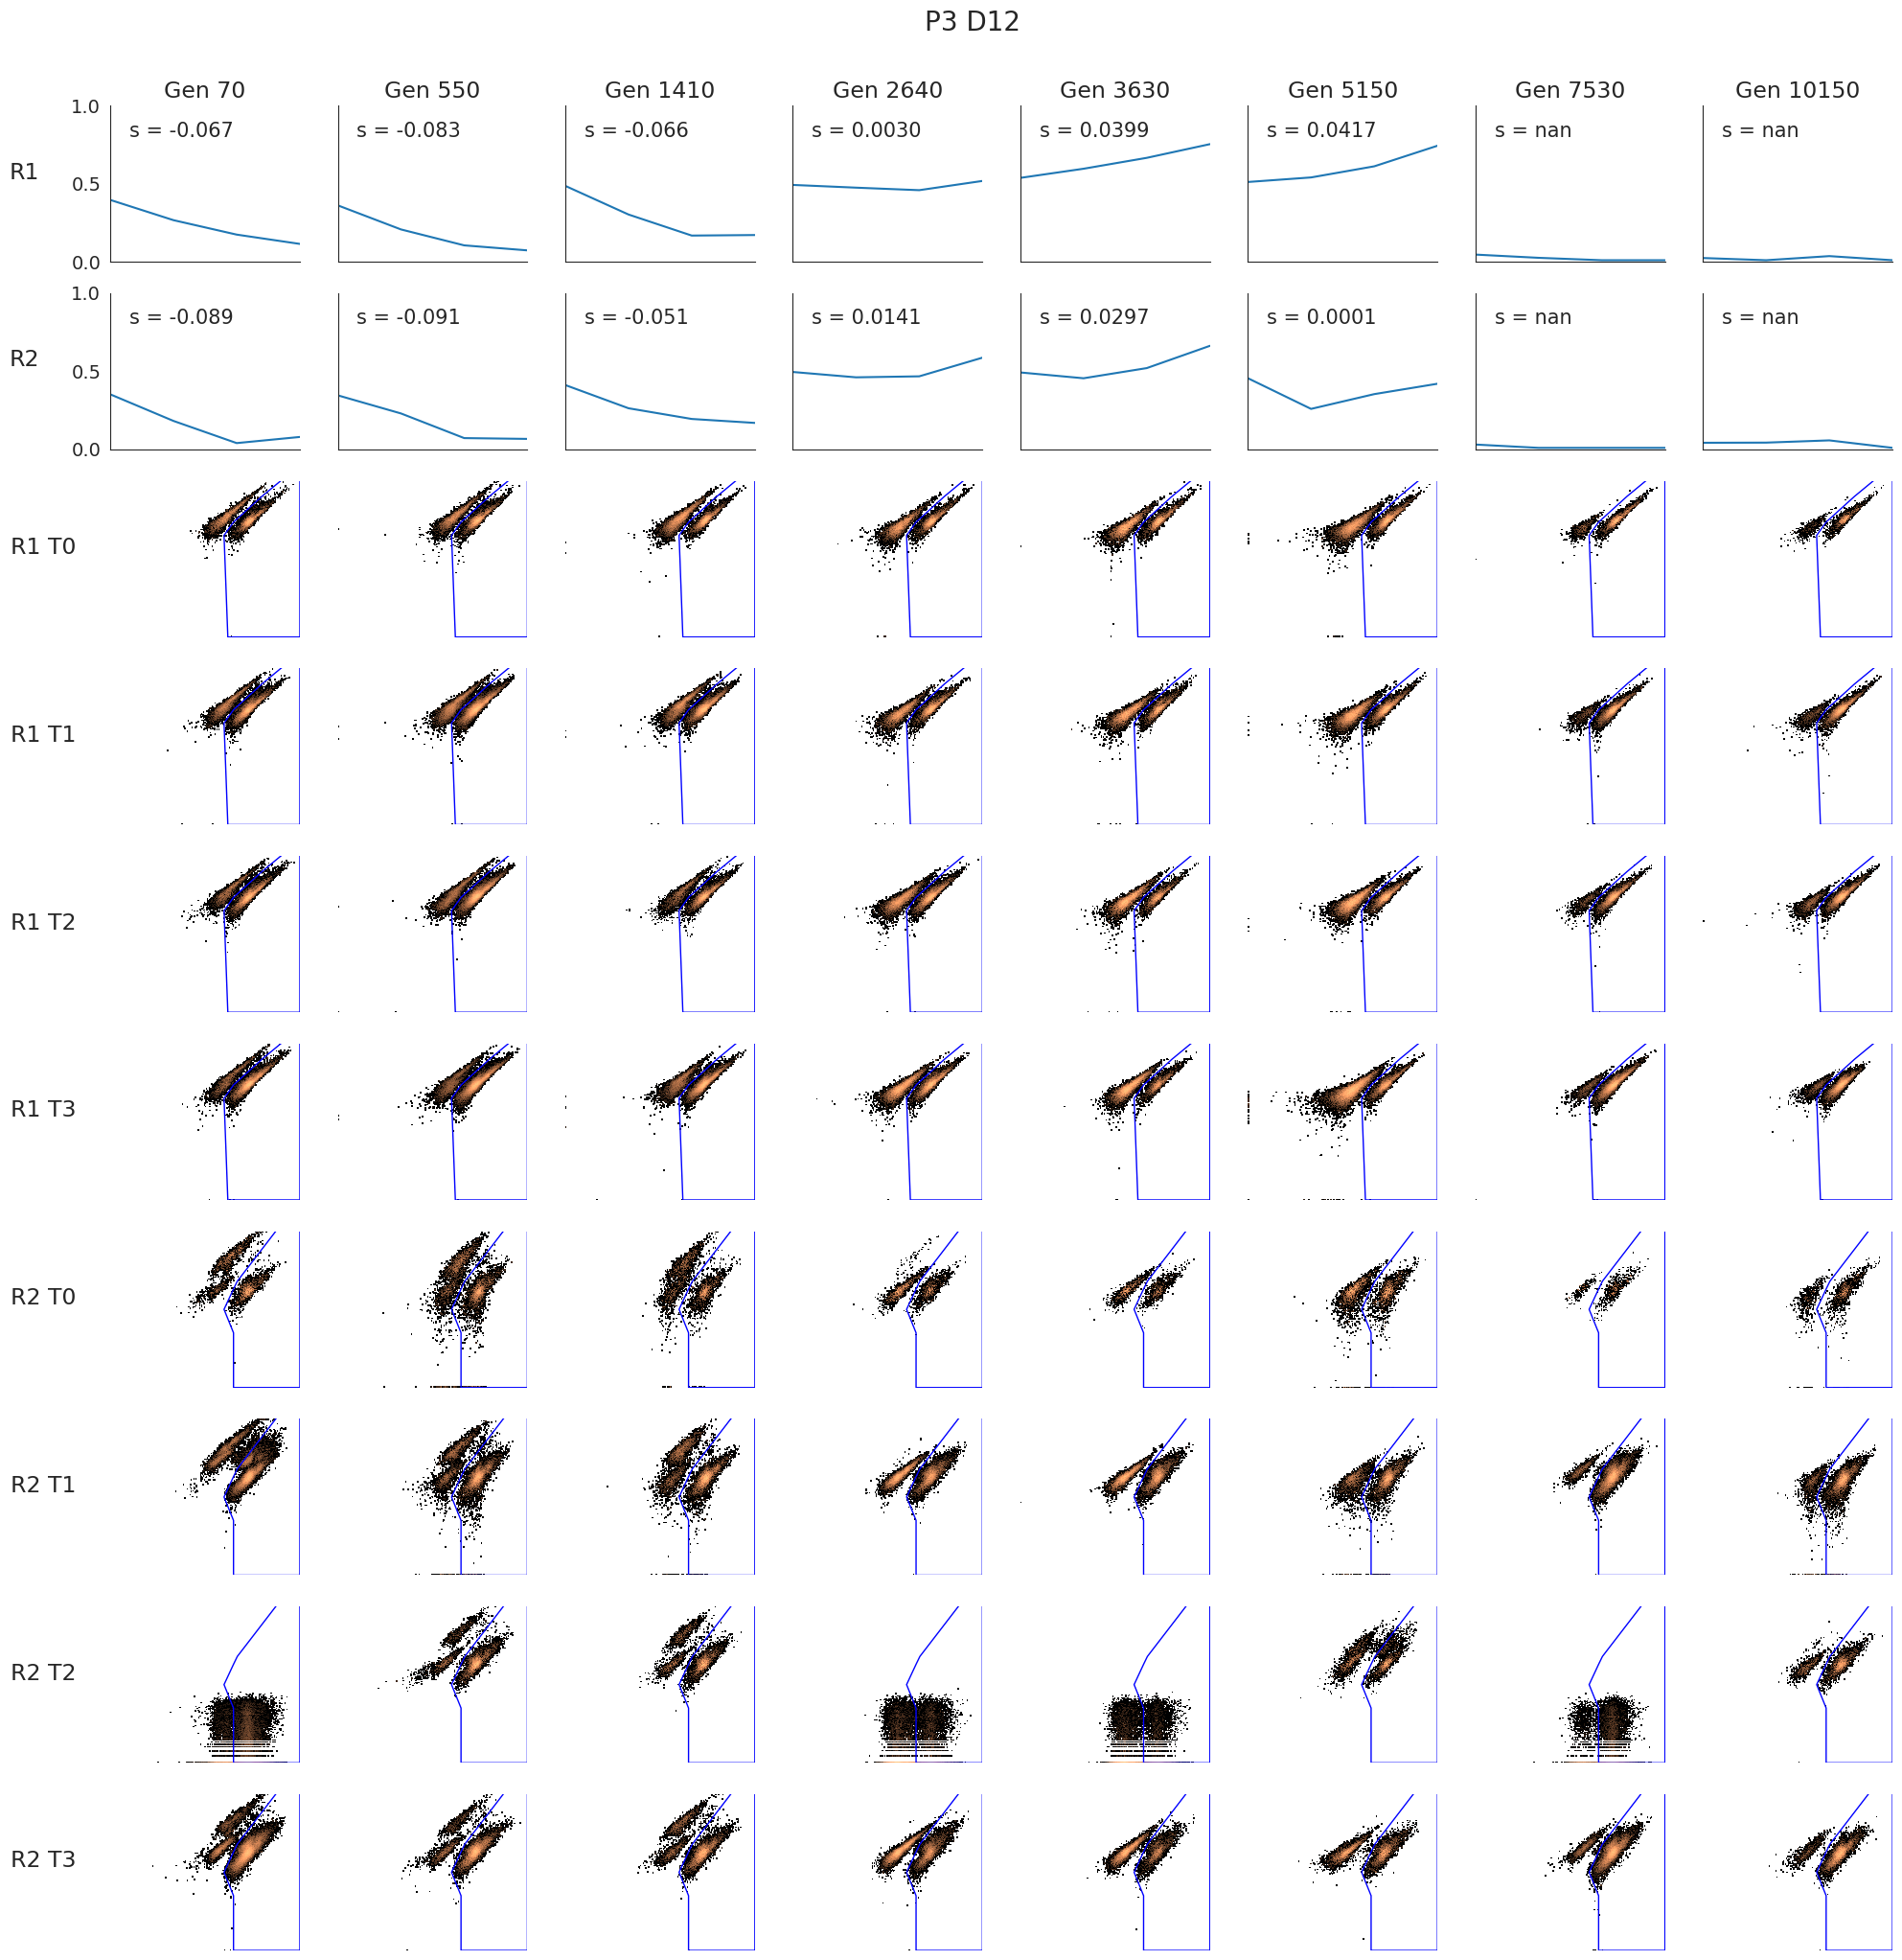 P3 D12
Gen 70 Gen 550 Gen 1410 Gen 2640 Gen 3630 Gen 5150 Gen 7530 Gen 10150
R1 1.0 0.5 0.0 s = -0.067 s = -0.083 s = -0.066 s = 0.0030 s = 0.0399 s = 0.0417 s = nan s = nan
R2 1.0 0.5 0.0 s = -0.089 s = -0.091 s = -0.051 s = 0.0141 s = 0.0297 s = 0.0001 s = nan s = nan
R1 T0
R1 T1
R1 T2
R1 T3
R2 T0
R2 T1
R2 T2
R2 T3